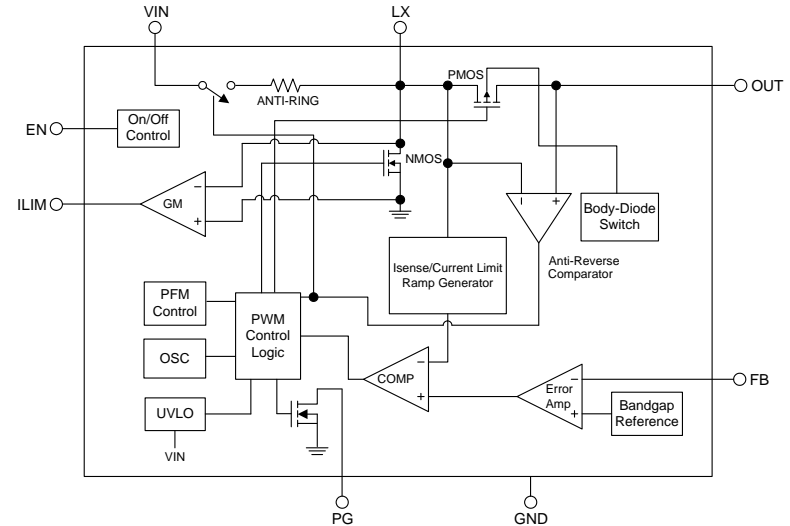 VIN
LX
PMOS
OUT
ANTI-RING
EN
On/Off
Control
NMOS
ILIM
−
GM
+
−
+
Body-Diode
Switch
Anti-Reverse
Comparator
Isense/Current Limit
Ramp Generator
PFM
Control
PWM
Control
Logic
OSC
COMP
−
+
Error
Amp
−
+
FB
Bandgap
Reference
UVLO
VIN
PG
GND